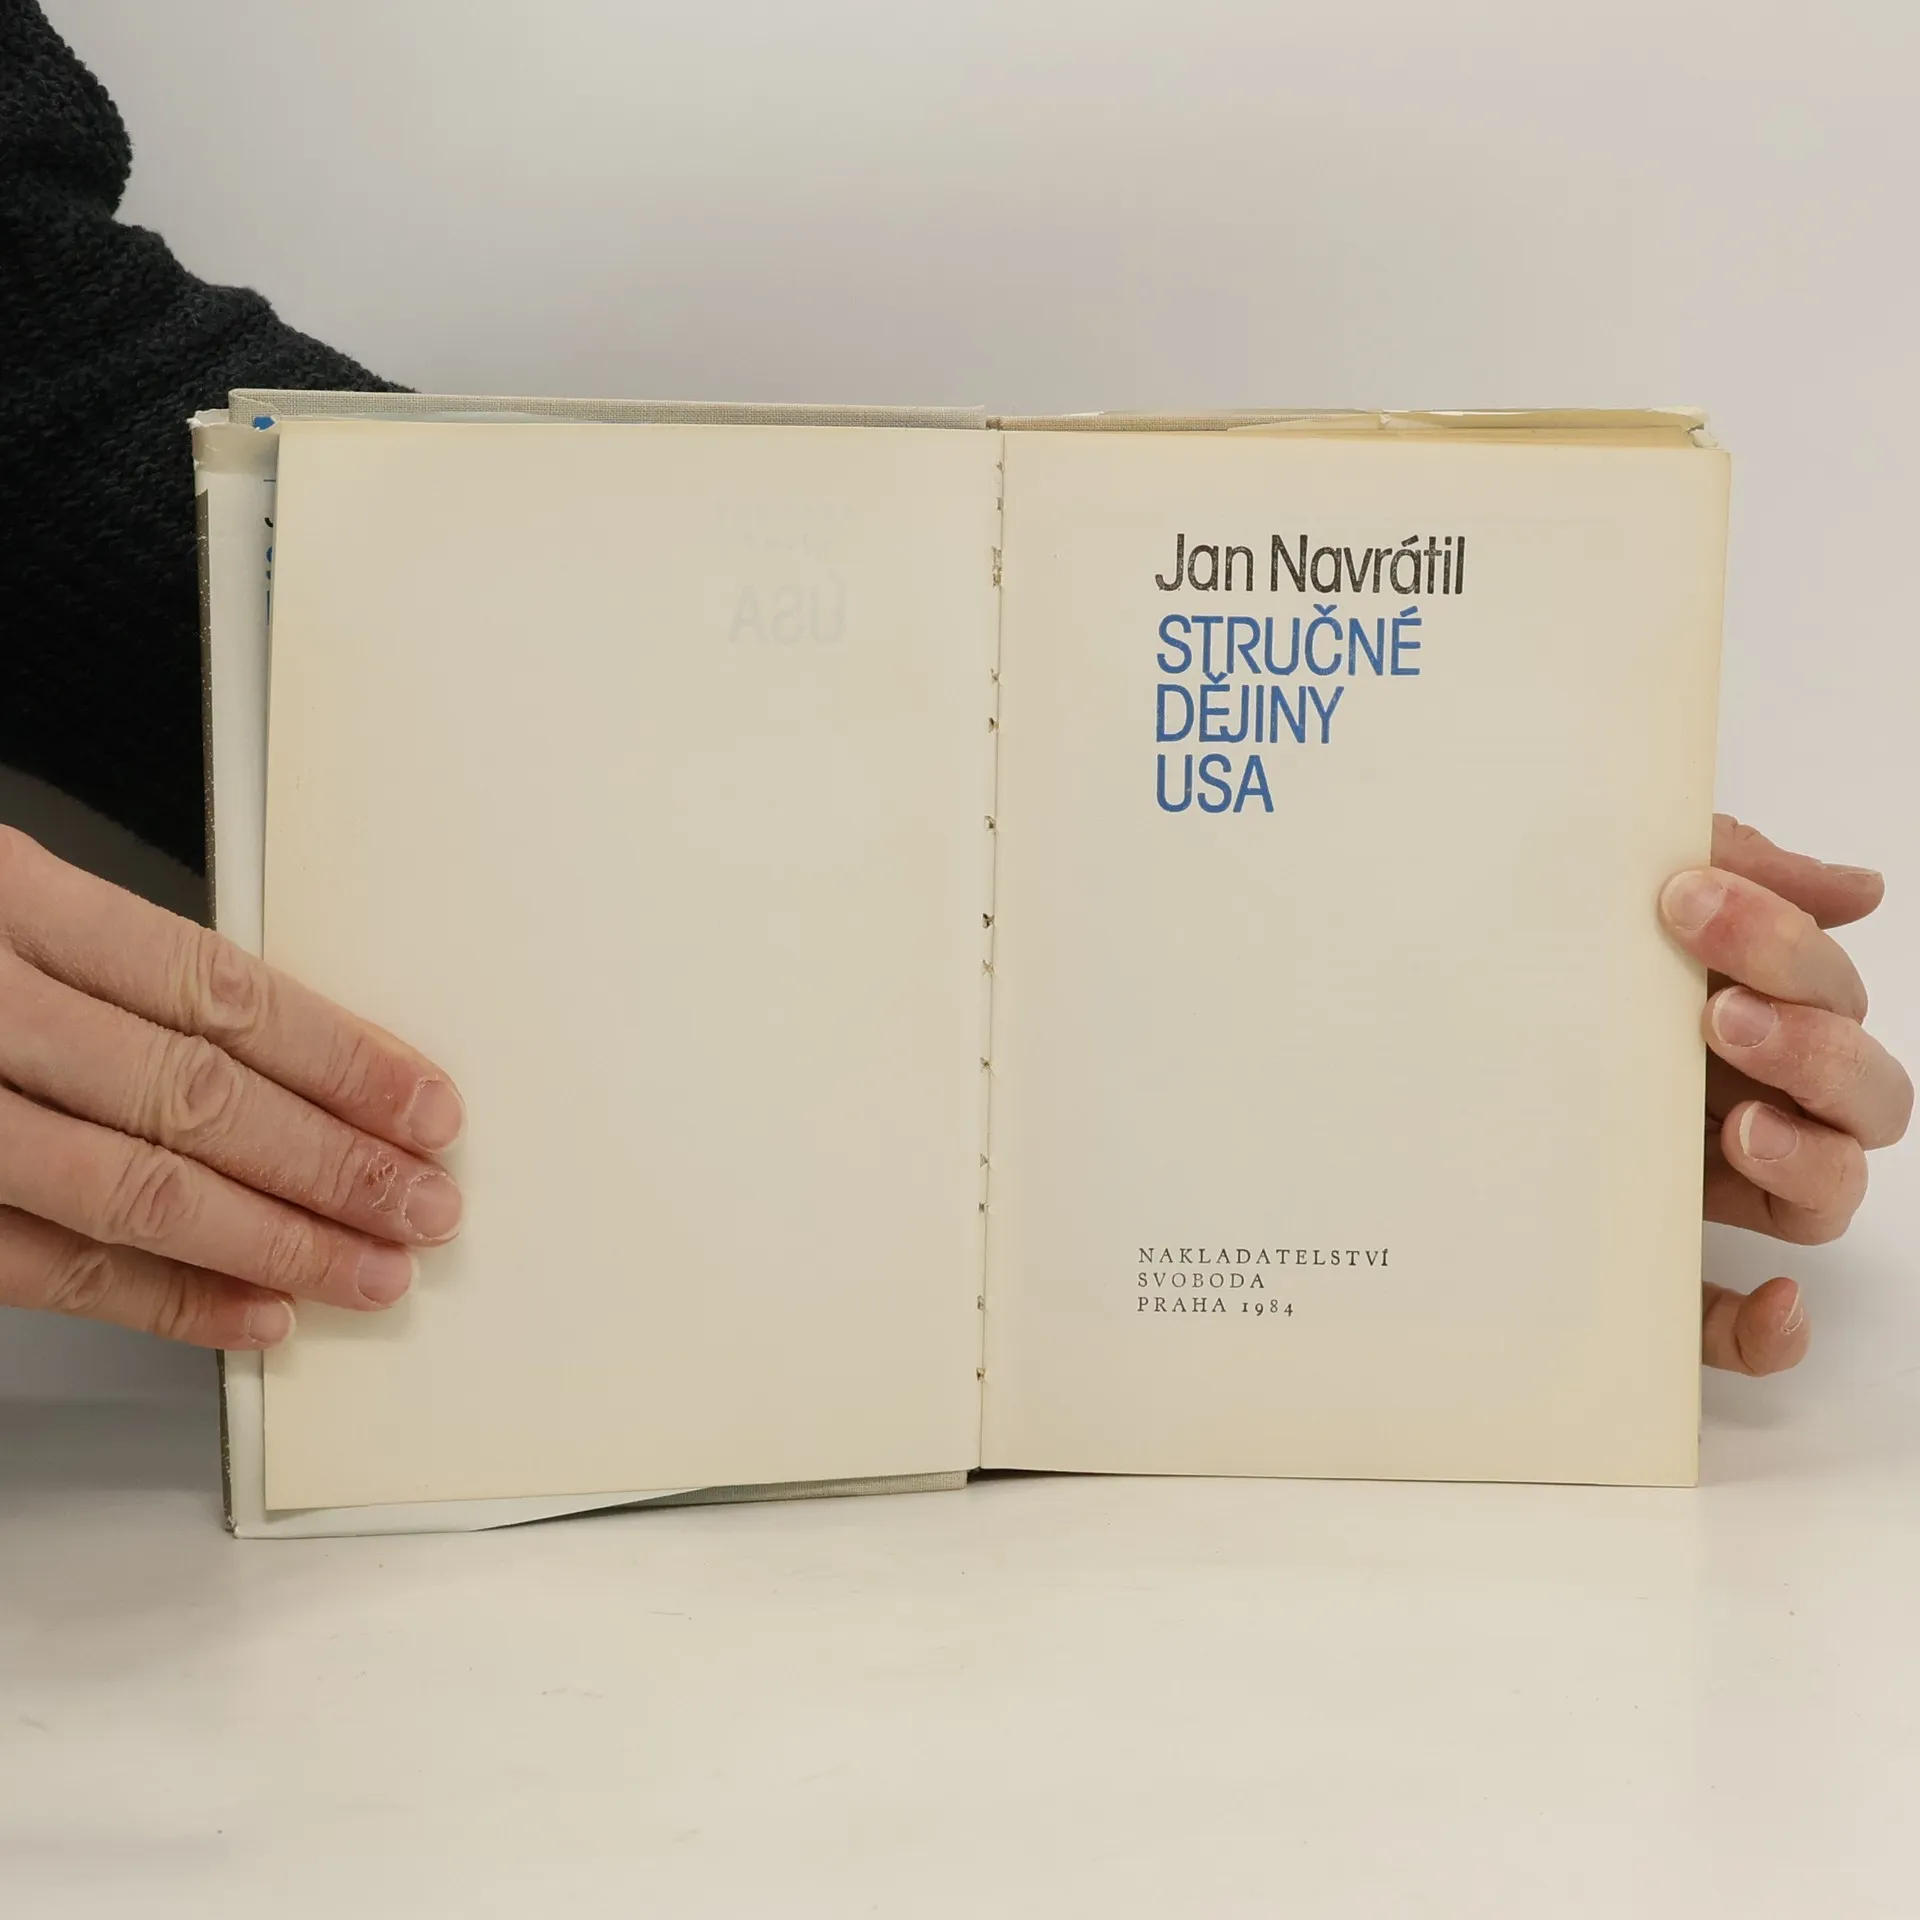 Jan Navrátil
STRUČNÉ
DĚJINY
USA
NAKLADATELSTVÍ
SVOBODA
PRAHA 1984